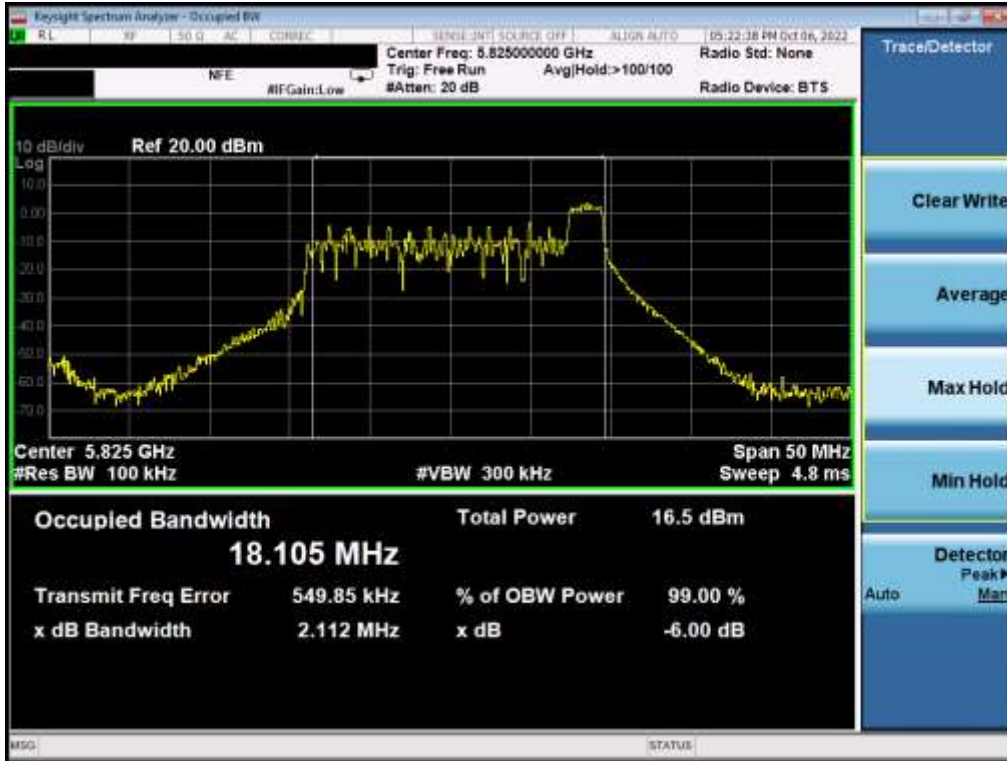 Keysight Spectrum Analyzer - Occupied BW
RL RF 50 Ω AC CORREC SENSE:INT SOURCE OFF ALIGN AUTO 05:22:38 PM Oct 06, 2022
Center Freq: 5.825000000 GHz Radio Std: None
NFE Trig: Free Run Avg|Hold:>100/100
#IFGain:Low #Atten: 20 dB Radio Device: BTS
Trace/Detector
10 dB/div Ref 20.00 dBm
Log
10.0
0.00
-10.0
-20.0
-30.0
-40.0
-50.0
-60.0
-70.0
Center 5.825 GHz Span 50 MHz
#Res BW 100 kHz #VBW 300 kHz Sweep 4.8 ms
Clear Write
Average
Max Hold
Min Hold
Detector
Peak
Auto Man
Occupied Bandwidth Total Power 16.5 dBm
18.105 MHz
Transmit Freq Error 549.85 kHz % of OBW Power 99.00 %
x dB Bandwidth 2.112 MHz x dB -6.00 dB
MSG STATUS